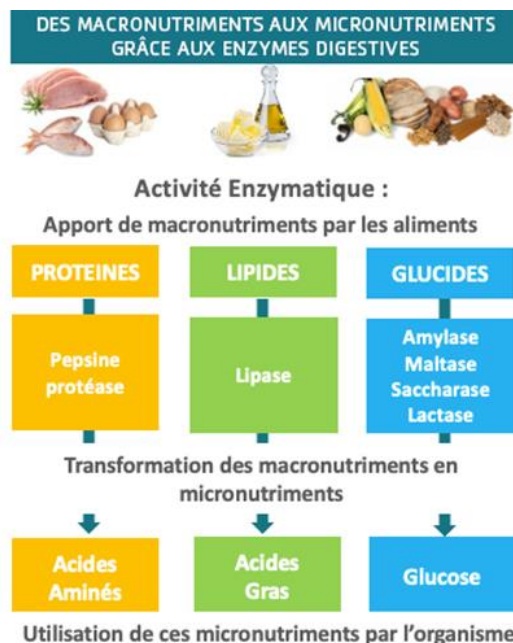 DES MACRONUTRIMENTS AUX MICRONUTRIMENTS
GRÂCE AUX ENZYMES DIGESTIVES
Activité Enzymatique :
Apport de macronutriments par les aliments
PROTEINES
LIPIDES
GLUCIDES
Pepsine
protéase
Lipase
Amylase
Maltase
Saccharase
Lactase
Transformation des macronutriments en
micronutriments
Acides
Aminés
Acides
Gras
Glucose
Utilisation de ces micronutriments par l'organisme